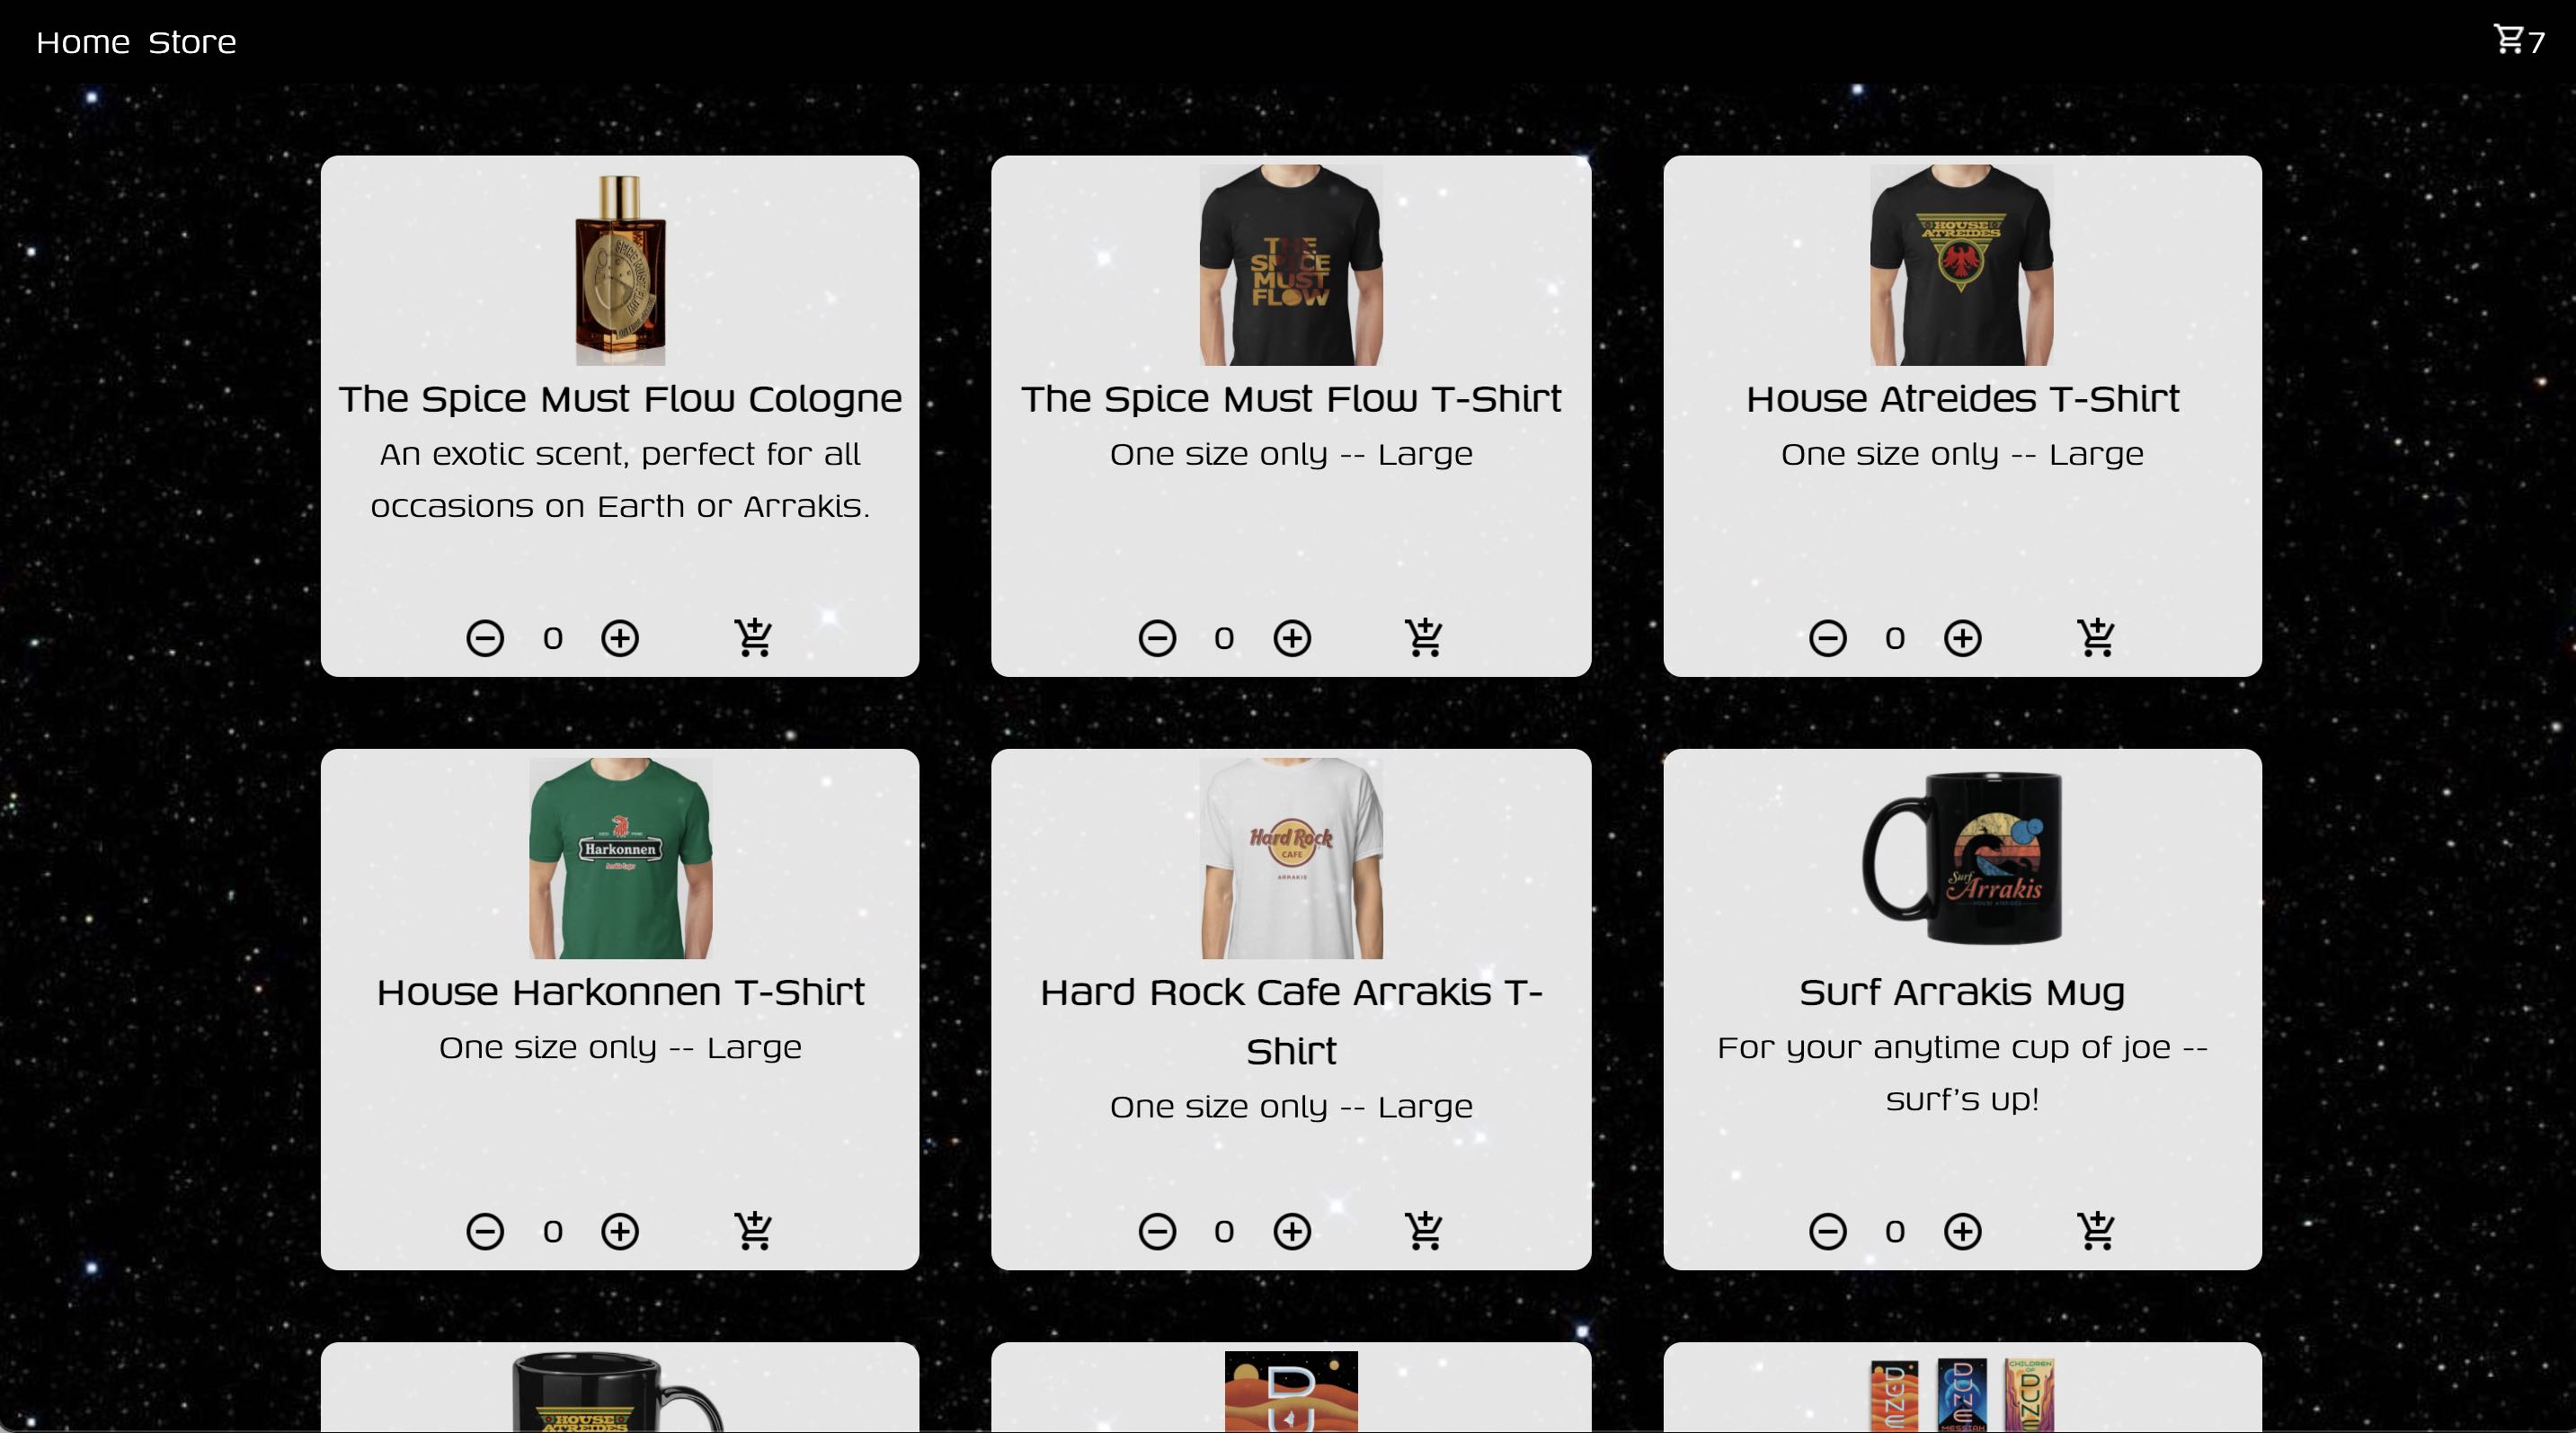 Home Store
7
THE
SPICE
MUST
FLOW
HOUSE
ATREIDES
The Spice Must Flow Cologne
The Spice Must Flow T-Shirt
House Atreides T-Shirt
An exotic scent, perfect for all
occasions on Earth or Arrakis.
One size only -- Large
One size only -- Large
0
0
0
Harkonnen
Hard Rock
CAFE
ARRAKIS
Surf
Arrakis
House Harkonnen T-Shirt
Hard Rock Cafe Arrakis T-
Shirt
Surf Arrakis Mug
One size only -- Large
One size only -- Large
For your anytime cup of joe --
surf's up!
0
0
0
HOUSE
ATREIDES
DU
DUNE
DUNE
MESSIAH
CHILDREN
OF
DUNE